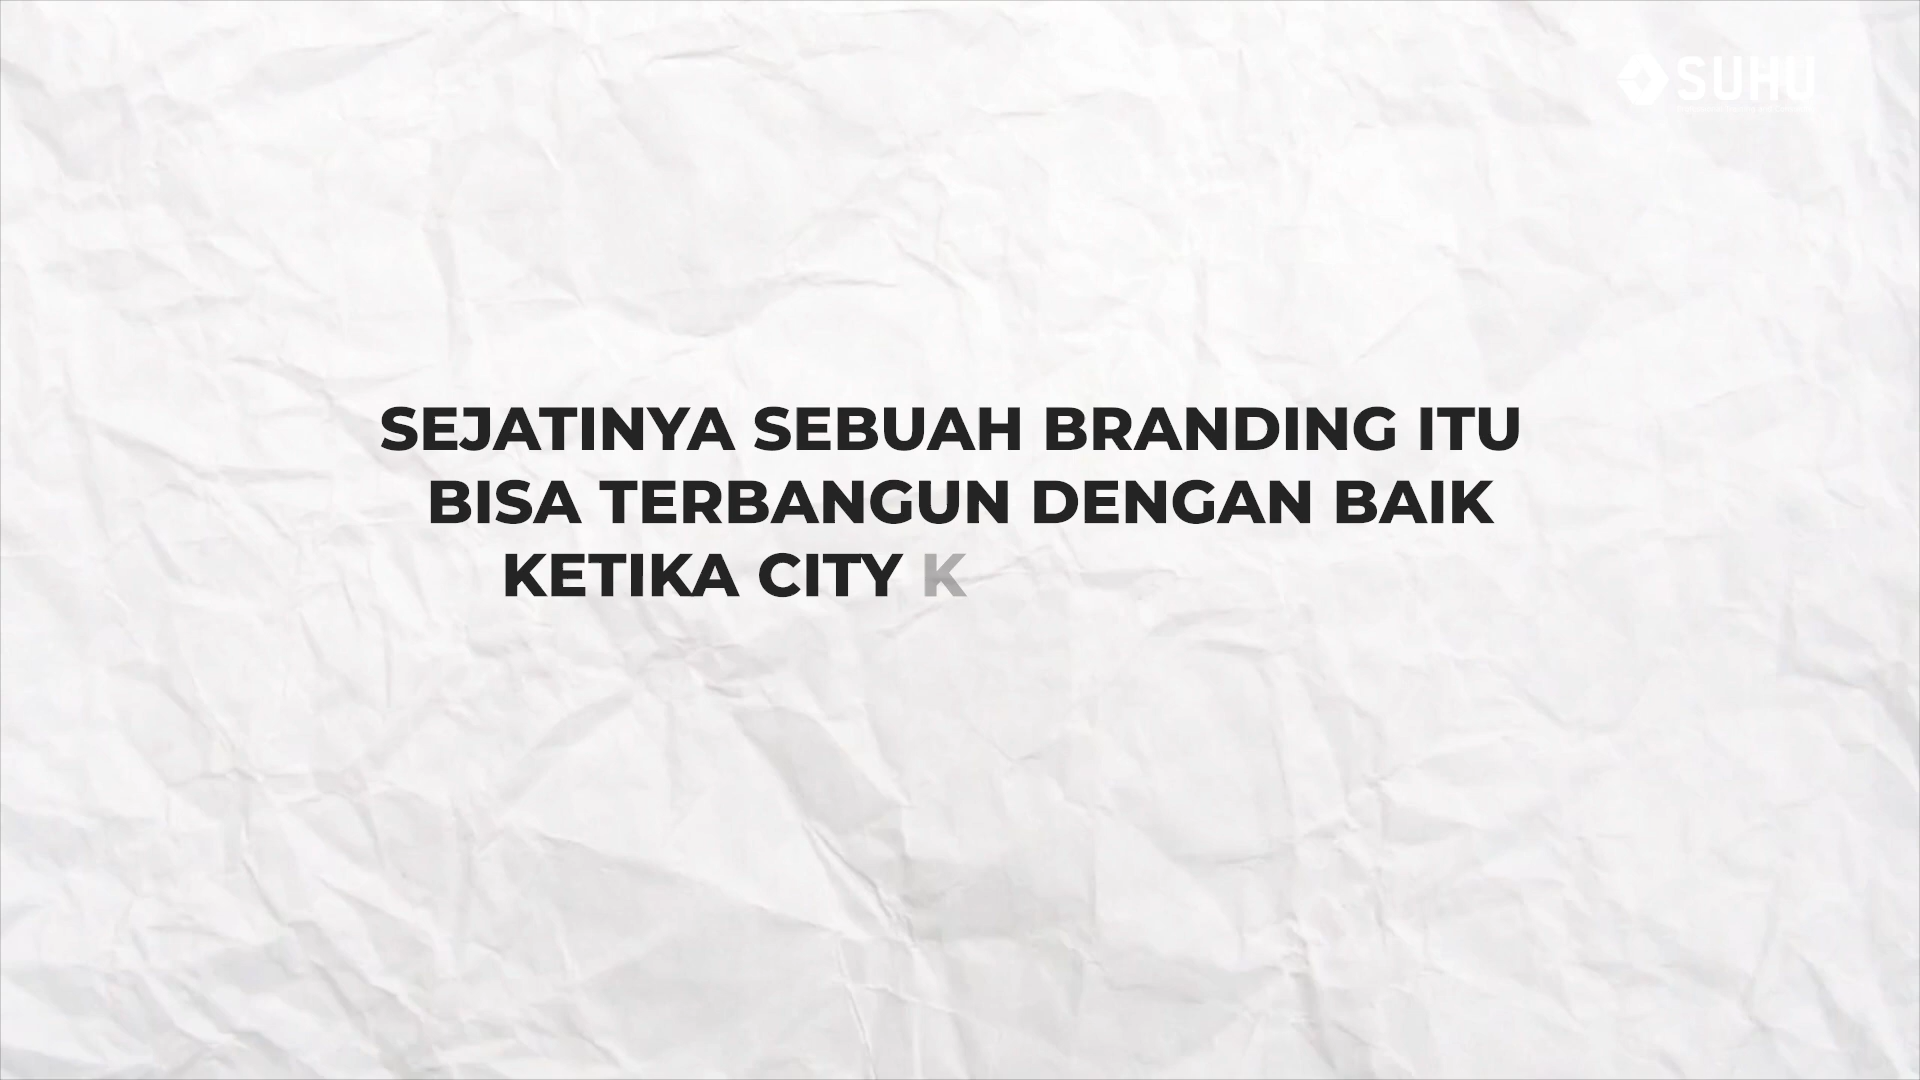 SUHU
SEJATINYA SEBUAH BRANDING ITU
BISA TERBANGUN DENGAN BAIK
KETIKA CITY K